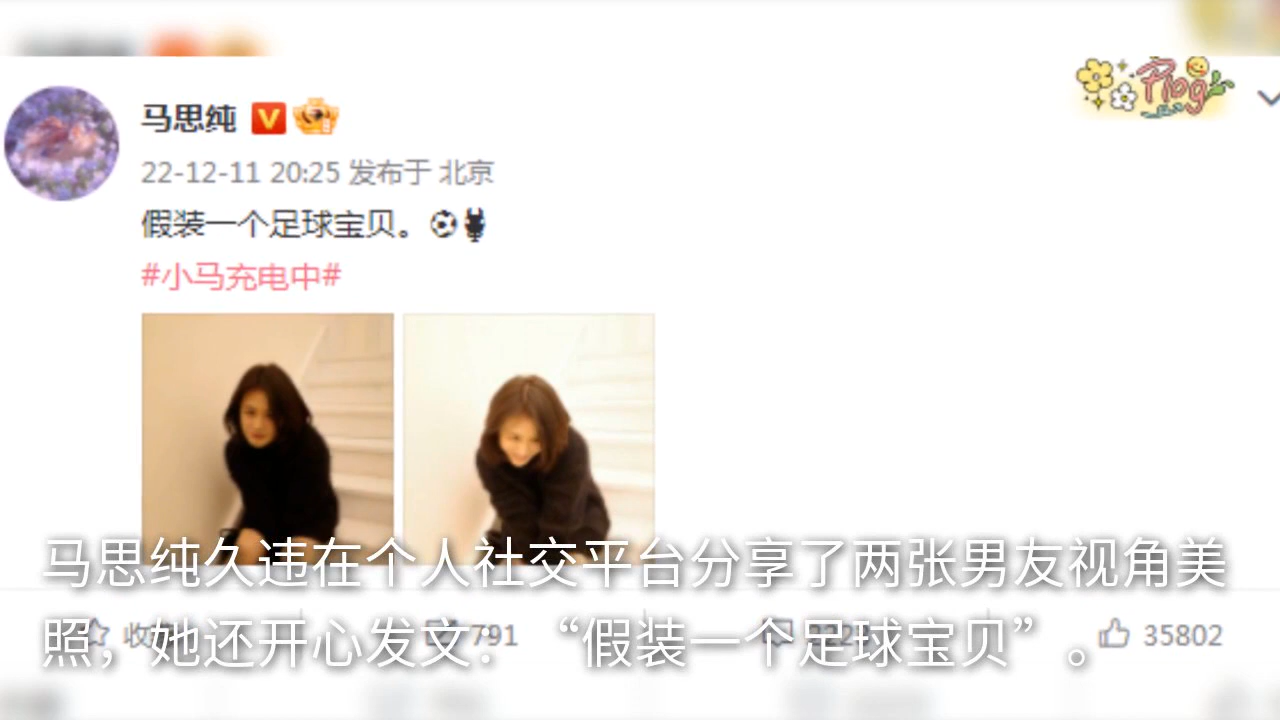 马思纯
Plog
22-12-11 20:25 发布于 北京
假装一个足球宝贝。
#小马充电中#
马思纯久违在个人社交平台分享了两张男友视角美
照，她还开心发文：“假装一个足球宝贝”。
791
35802